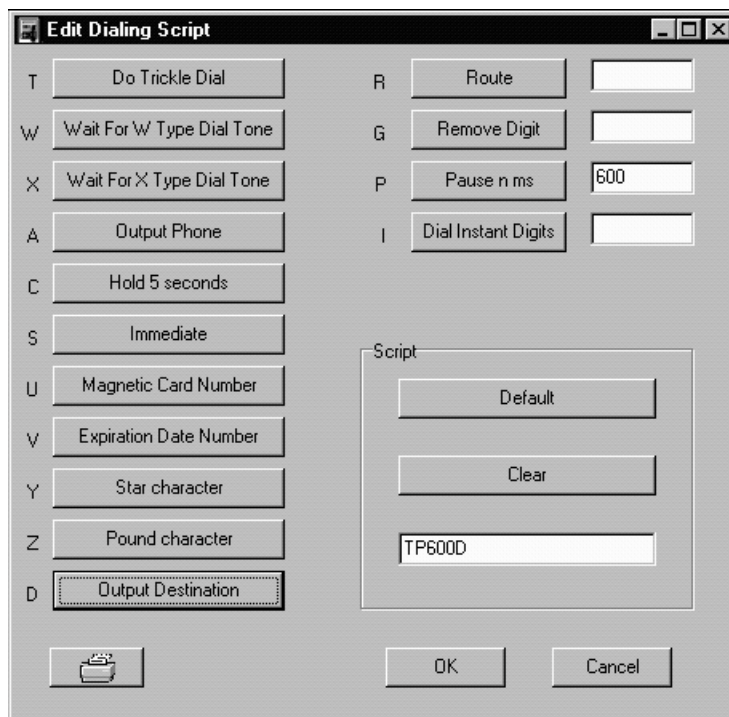 Edit Dialing Script
T Do Trickle Dial
W Wait For W Type Dial Tone
X Wait For X Type Dial Tone
A Output Phone
C Hold 5 seconds
S Immediate
U Magnetic Card Number
V Expiration Date Number
Y Star character
Z Pound character
D Output Destination
R Route
G Remove Digit
P Pause n ms 600
I Dial Instant Digits
Script
Default
Clear
TP600D
OK Cancel